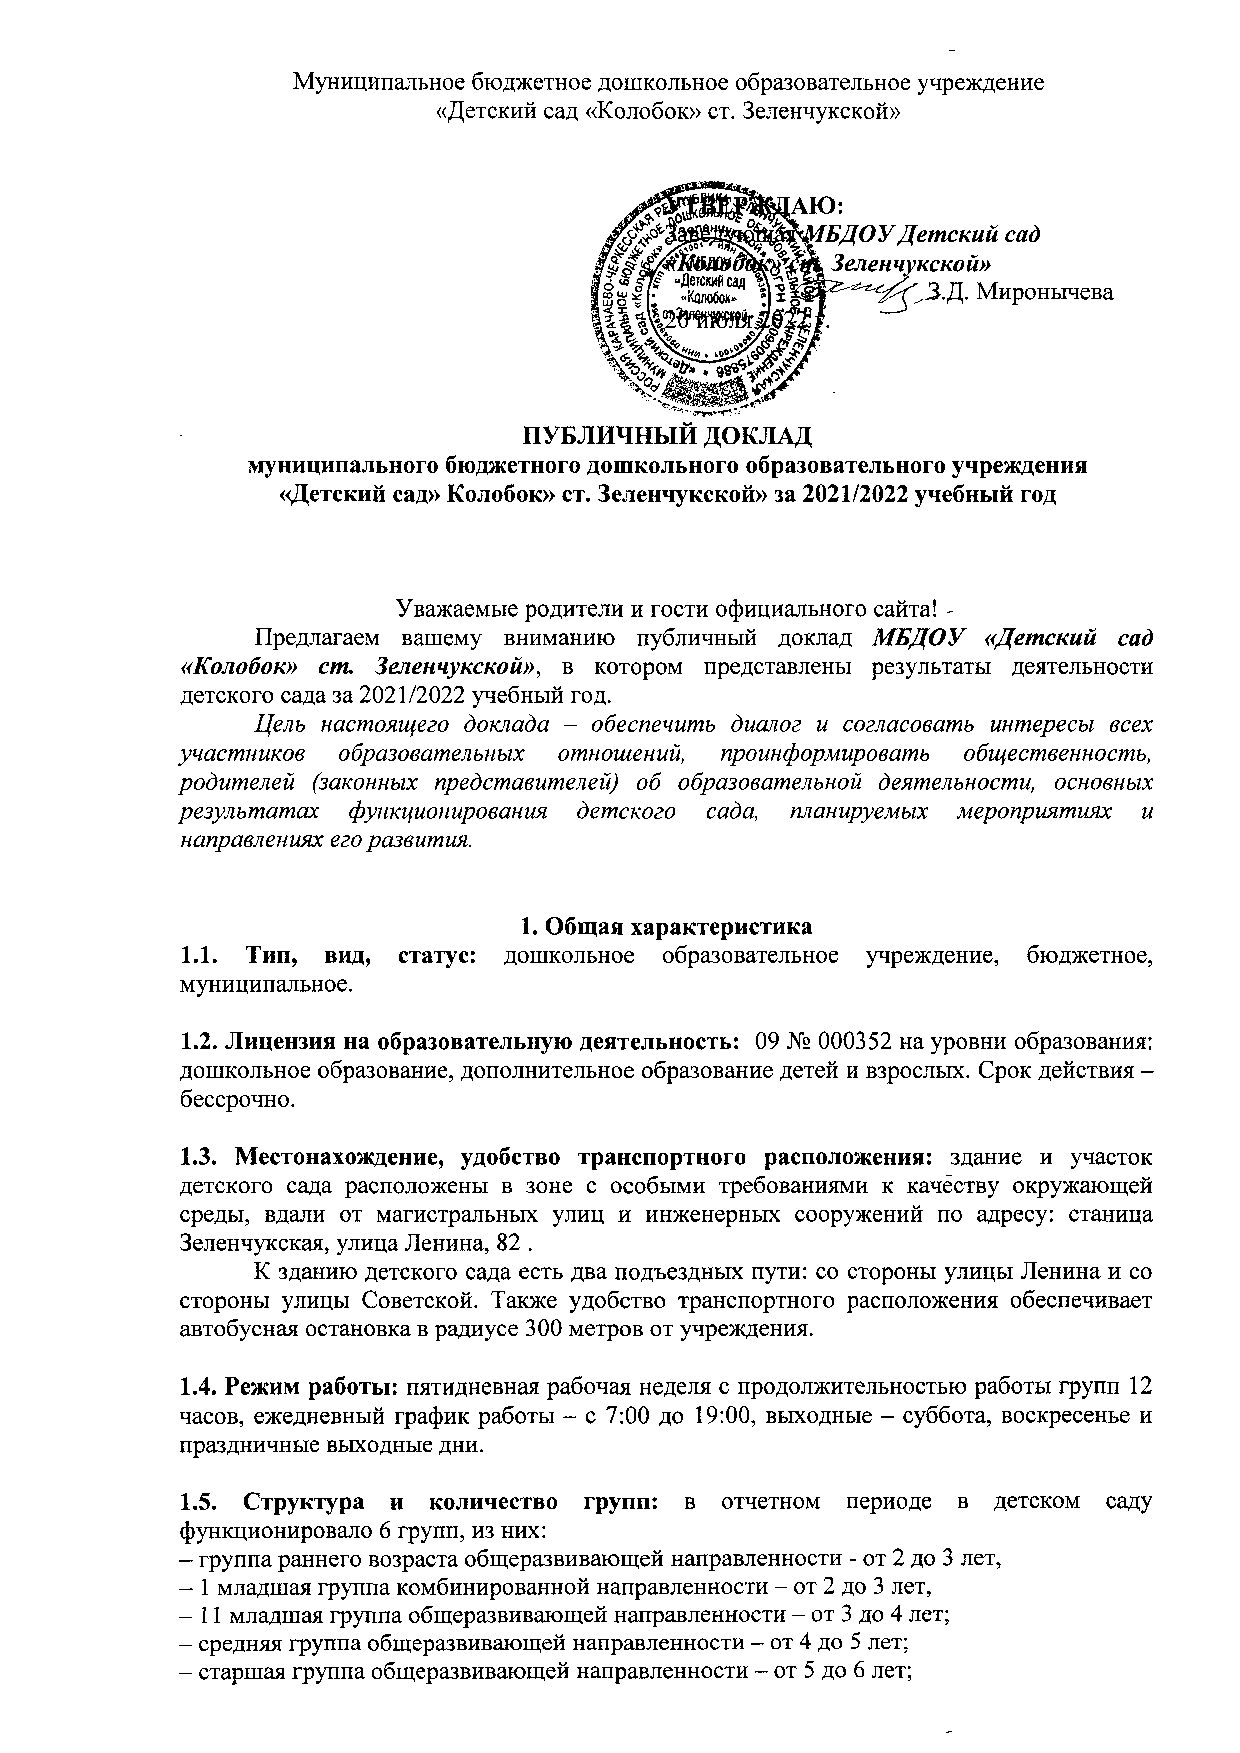 Муниципальное бюджетное дошкольное образовательное учреждение
«Детский сад «Колобок» ст. Зеленчукской»
УТВЕРЖДАЮ:
Заведующая МБДОУ Детский сад
«Колобок» ст. Зеленчукской»
З.Д. Миронычева
20 июля 2022 г.
МБДОУ
«Детский сад
«Колобок»
ст. Зеленчукской»
ПУБЛИЧНЫЙ ДОКЛАД
муниципального бюджетного дошкольного образовательного учреждения
«Детский сад» Колобок» ст. Зеленчукской» за 2021/2022 учебный год
Уважаемые родители и гости официального сайта! -
Предлагаем вашему вниманию публичный доклад МБДОУ «Детский сад
«Колобок» ст. Зеленчукской», в котором представлены результаты деятельности
детского сада за 2021/2022 учебный год.
Цель настоящего доклада – обеспечить диалог и согласовать интересы всех
участников образовательных отношений, проинформировать общественность,
родителей (законных представителей) об образовательной деятельности, основных
результатах функционирования детского сада, планируемых мероприятиях и
направлениях его развития.
1. Общая характеристика
1.1. Тип, вид, статус: дошкольное образовательное учреждение, бюджетное,
муниципальное.
1.2. Лицензия на образовательную деятельность: 09 № 000352 на уровни образования:
дошкольное образование, дополнительное образование детей и взрослых. Срок действия –
бессрочно.
1.3. Местонахождение, удобство транспортного расположения: здание и участок
детского сада расположены в зоне с особыми требованиями к качеству окружающей
среды, вдали от магистральных улиц и инженерных сооружений по адресу: станица
Зеленчукская, улица Ленина, 82 .
К зданию детского сада есть два подъездных пути: со стороны улицы Ленина и со
стороны улицы Советской. Также удобство транспортного расположения обеспечивает
автобусная остановка в радиусе 300 метров от учреждения.
1.4. Режим работы: пятидневная рабочая неделя с продолжительностью работы групп 12
часов, ежедневный график работы – с 7:00 до 19:00, выходные – суббота, воскресенье и
праздничные выходные дни.
1.5. Структура и количество групп: в отчетном периоде в детском саду
функционировало 6 групп, из них:
– группа раннего возраста общеразвивающей направленности - от 2 до 3 лет,
– 1 младшая группа комбинированной направленности – от 2 до 3 лет,
– 11 младшая группа общеразвивающей направленности – от 3 до 4 лет;
– средняя группа общеразвивающей направленности – от 4 до 5 лет;
– старшая группа общеразвивающей направленности – от 5 до 6 лет;